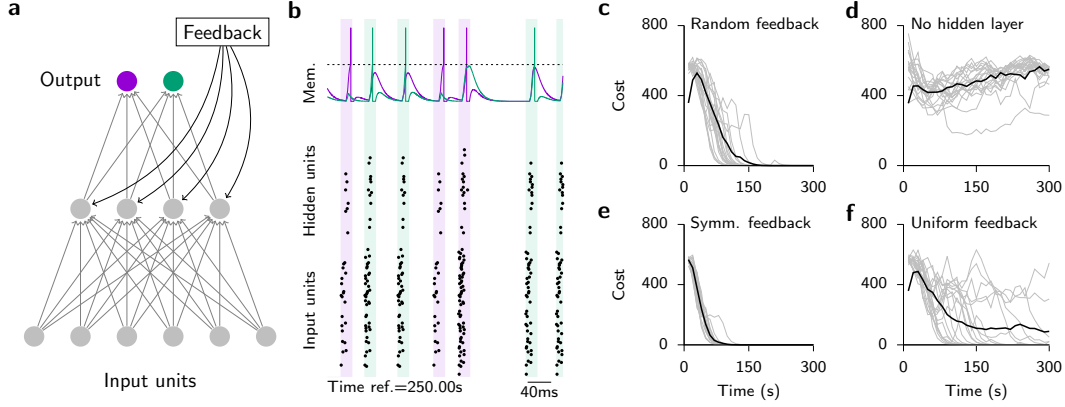 a
Feedback
Output
Input units
b
Mem.
Hidden units
Input units
Time ref.=250.00s
40ms
c
Random feedback
Cost
800
400
0
0
150
300
d
No hidden layer
800
400
0
0
150
300
e
Symm. feedback
Cost
800
400
0
0
150
300
Time (s)
f
Uniform feedback
800
400
0
0
150
300
Time (s)